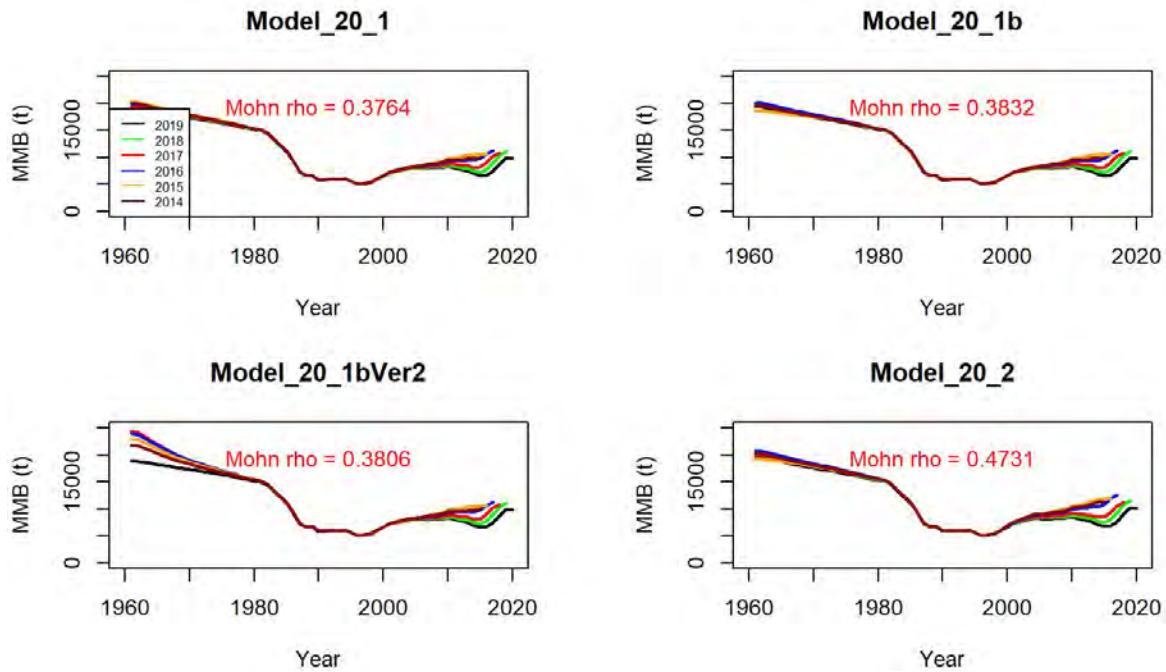 Model_20_1
MMB (t)
0 15000
Mohn rho = 0.3764
2019
2018
2017
2016
2015
2014
1960 1980 2000 2020
Year
Model_20_1b
MMB (t)
0 15000
Mohn rho = 0.3832
1960 1980 2000 2020
Year
Model_20_1bVer2
MMB (t)
0 15000
Mohn rho = 0.3806
1960 1980 2000 2020
Year
Model_20_2
MMB (t)
0 15000
Mohn rho = 0.4731
1960 1980 2000 2020
Year